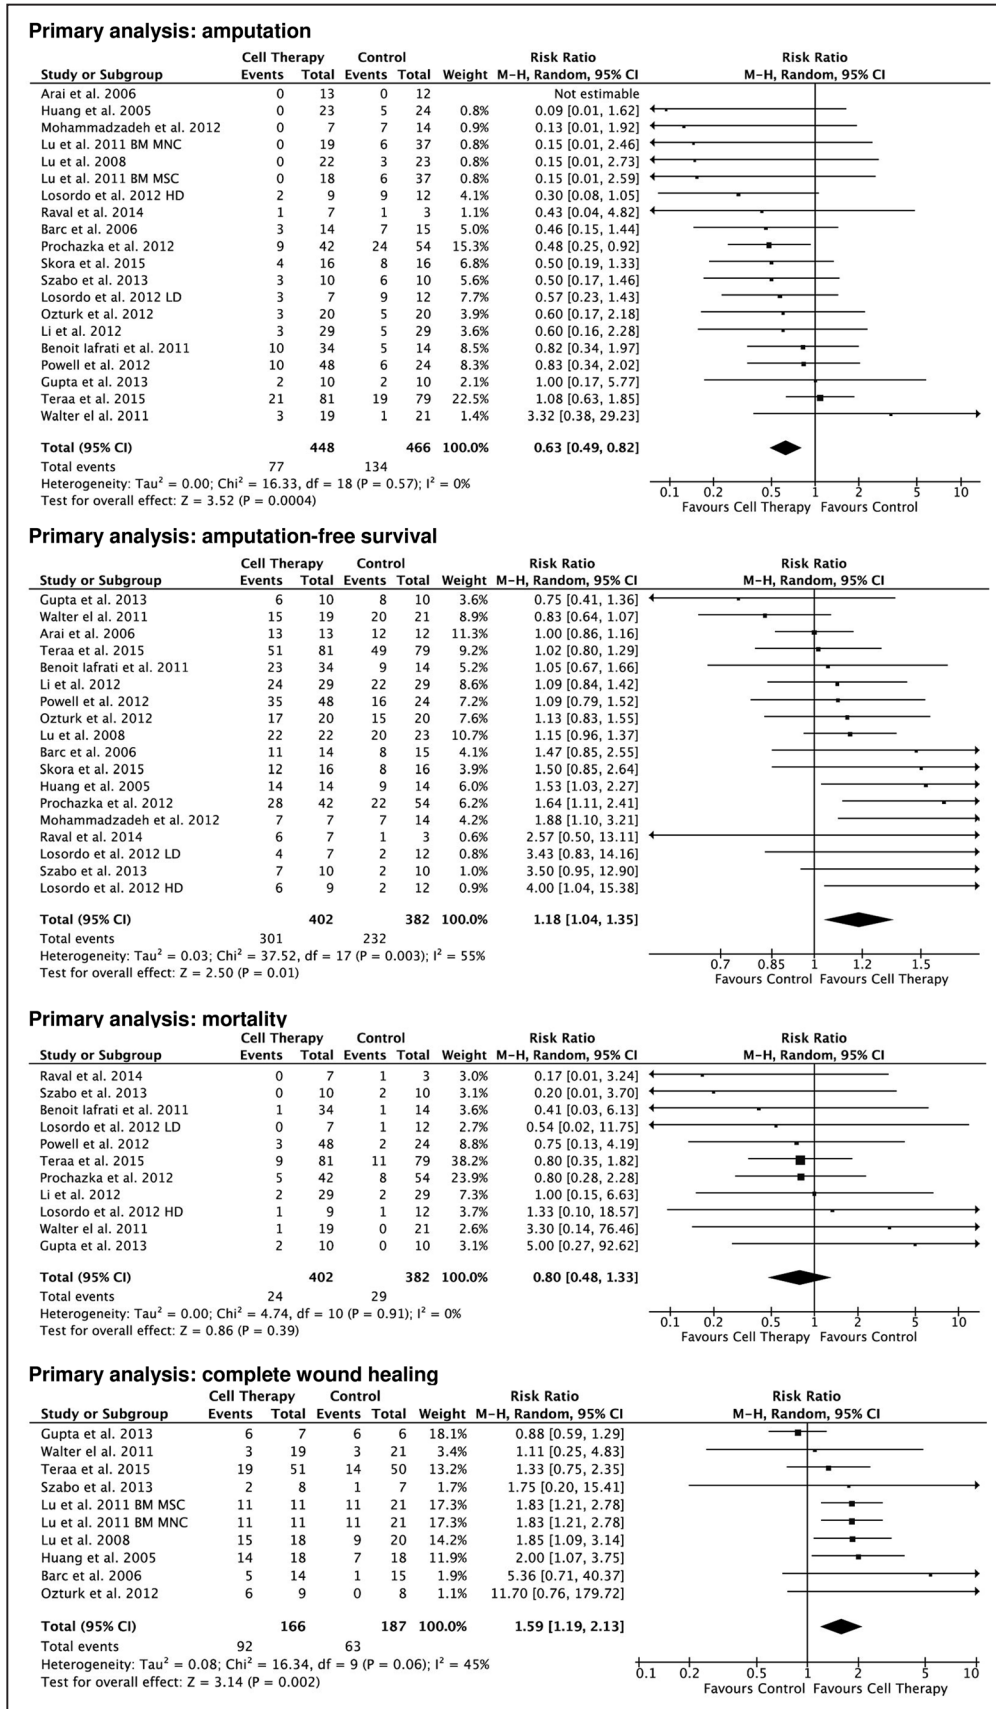 Primary analysis: amputation
Cell Therapy Control Risk Ratio Risk Ratio
Study or Subgroup Events Total Events Total Weight M-H, Random, 95% CI M-H, Random, 95% CI
Arai et al. 2006 0 13 0 12 Not estimable
Huang et al. 2005 0 23 5 24 0.8% 0.09 [0.01, 1.62]
Mohammadzadeh et al. 2012 0 7 7 14 0.9% 0.13 [0.01, 1.92]
Lu et al. 2011 BM MNC 0 19 6 37 0.8% 0.15 [0.01, 2.46]
Lu et al. 2008 0 22 3 23 0.8% 0.15 [0.01, 2.73]
Lu et al. 2011 BM MSC 0 18 6 37 0.8% 0.15 [0.01, 2.59]
Losordo et al. 2012 HD 2 9 9 12 4.1% 0.30 [0.08, 1.05]
Raval et al. 2014 1 7 1 3 1.1% 0.43 [0.04, 4.82]
Barc et al. 2006 3 14 7 15 5.0% 0.46 [0.15, 1.44]
Prochazka et al. 2012 9 42 24 54 15.3% 0.48 [0.25, 0.92]
Skora et al. 2015 4 16 8 16 6.8% 0.50 [0.19, 1.33]
Szabo et al. 2013 3 10 6 10 5.6% 0.50 [0.17, 1.46]
Losordo et al. 2012 LD 3 7 9 12 7.7% 0.57 [0.23, 1.43]
Ozturk et al. 2012 3 20 5 20 3.9% 0.60 [0.17, 2.18]
Li et al. 2012 3 29 5 29 3.6% 0.60 [0.16, 2.28]
Benoit Iafrati et al. 2011 10 34 5 14 8.5% 0.82 [0.34, 1.97]
Powell et al. 2012 10 48 6 24 8.3% 0.83 [0.34, 2.02]
Gupta et al. 2013 2 10 2 10 2.1% 1.00 [0.17, 5.77]
Teraa et al. 2015 21 81 19 79 22.5% 1.08 [0.63, 1.85]
Walter el al. 2011 3 19 1 21 1.4% 3.32 [0.38, 29.23]
Total (95% CI) 448 466 100.0% 0.63 [0.49, 0.82]
Total events 77 134
Heterogeneity: Tau² = 0.00; Chi² = 16.33, df = 18 (P = 0.57); I² = 0%
Test for overall effect: Z = 3.52 (P = 0.0004)
0.1 0.2 0.5 1 2 5 10
Favours Cell Therapy Favours Control
Primary analysis: amputation-free survival
Cell Therapy Control Risk Ratio Risk Ratio
Study or Subgroup Events Total Events Total Weight M-H, Random, 95% CI M-H, Random, 95% CI
Gupta et al. 2013 6 10 8 10 3.6% 0.75 [0.41, 1.36]
Walter el al. 2011 15 19 20 21 8.9% 0.83 [0.64, 1.07]
Arai et al. 2006 13 13 12 12 11.3% 1.00 [0.86, 1.16]
Teraa et al. 2015 51 81 49 79 9.2% 1.02 [0.80, 1.29]
Benoit Iafrati et al. 2011 23 34 9 14 5.2% 1.05 [0.67, 1.66]
Li et al. 2012 24 29 22 29 8.6% 1.09 [0.84, 1.42]
Powell et al. 2012 35 48 16 24 7.2% 1.09 [0.79, 1.52]
Ozturk et al. 2012 17 20 15 20 7.6% 1.13 [0.83, 1.55]
Lu et al. 2008 22 22 20 23 10.7% 1.15 [0.96, 1.37]
Barc et al. 2006 11 14 8 15 4.1% 1.47 [0.85, 2.55]
Skora et al. 2015 12 16 8 16 3.9% 1.50 [0.85, 2.64]
Huang et al. 2005 14 14 9 14 6.0% 1.53 [1.03, 2.27]
Prochazka et al. 2012 28 42 22 54 6.2% 1.64 [1.11, 2.41]
Mohammadzadeh et al. 2012 7 7 7 14 4.2% 1.88 [1.10, 3.21]
Raval et al. 2014 6 7 1 3 0.6% 2.57 [0.50, 13.11]
Losordo et al. 2012 LD 4 7 2 12 0.8% 3.43 [0.83, 14.16]
Szabo et al. 2013 7 10 2 10 1.0% 3.50 [0.95, 12.90]
Losordo et al. 2012 HD 6 9 2 12 0.9% 4.00 [1.04, 15.38]
Total (95% CI) 402 382 100.0% 1.18 [1.04, 1.35]
Total events 301 232
Heterogeneity: Tau² = 0.03; Chi² = 37.52, df = 17 (P = 0.003); I² = 55%
Test for overall effect: Z = 2.50 (P = 0.01)
0.7 0.85 1 1.2 1.5
Favours Control Favours Cell Therapy
Primary analysis: mortality
Cell Therapy Control Risk Ratio Risk Ratio
Study or Subgroup Events Total Events Total Weight M-H, Random, 95% CI M-H, Random, 95% CI
Raval et al. 2014 0 7 1 3 3.0% 0.17 [0.01, 3.24]
Szabo et al. 2013 0 10 2 10 3.1% 0.20 [0.01, 3.70]
Benoit Iafrati et al. 2011 1 34 1 14 3.6% 0.41 [0.03, 6.13]
Losordo et al. 2012 LD 0 7 1 12 2.7% 0.54 [0.02, 11.75]
Powell et al. 2012 3 48 2 24 8.8% 0.75 [0.13, 4.19]
Teraa et al. 2015 9 81 11 79 38.2% 0.80 [0.35, 1.82]
Prochazka et al. 2012 5 42 8 54 23.9% 0.80 [0.28, 2.28]
Li et al. 2012 2 29 2 29 7.3% 1.00 [0.15, 6.63]
Losordo et al. 2012 HD 1 9 1 12 3.7% 1.33 [0.10, 18.57]
Walter el al. 2011 1 19 0 21 2.6% 3.30 [0.14, 76.46]
Gupta et al. 2013 2 10 0 10 3.1% 5.00 [0.27, 92.62]
Total (95% CI) 402 382 100.0% 0.80 [0.48, 1.33]
Total events 24 29
Heterogeneity: Tau² = 0.00; Chi² = 4.74, df = 10 (P = 0.91); I² = 0%
Test for overall effect: Z = 0.86 (P = 0.39)
0.1 0.2 0.5 1 2 5 10
Favours Cell Therapy Favours Control
Primary analysis: complete wound healing
Cell Therapy Control Risk Ratio Risk Ratio
Study or Subgroup Events Total Events Total Weight M-H, Random, 95% CI M-H, Random, 95% CI
Gupta et al. 2013 6 7 6 6 18.1% 0.88 [0.59, 1.29]
Walter el al. 2011 3 19 3 21 3.4% 1.11 [0.25, 4.83]
Teraa et al. 2015 19 51 14 50 13.2% 1.33 [0.75, 2.35]
Szabo et al. 2013 2 8 1 7 1.7% 1.75 [0.20, 15.41]
Lu et al. 2011 BM MSC 11 11 11 21 17.3% 1.83 [1.21, 2.78]
Lu et al. 2011 BM MNC 11 11 11 21 17.3% 1.83 [1.21, 2.78]
Lu et al. 2008 15 18 9 20 14.2% 1.85 [1.09, 3.14]
Huang et al. 2005 14 18 7 18 11.9% 2.00 [1.07, 3.75]
Barc et al. 2006 5 14 1 15 1.9% 5.36 [0.71, 40.37]
Ozturk et al. 2012 6 9 0 8 1.1% 11.70 [0.76, 179.72]
Total (95% CI) 166 187 100.0% 1.59 [1.19, 2.13]
Total events 92 63
Heterogeneity: Tau² = 0.08; Chi² = 16.34, df = 9 (P = 0.06); I² = 45%
Test for overall effect: Z = 3.14 (P = 0.002)
0.1 0.2 0.5 1 2 5 10
Favours Control Favours Cell Therapy